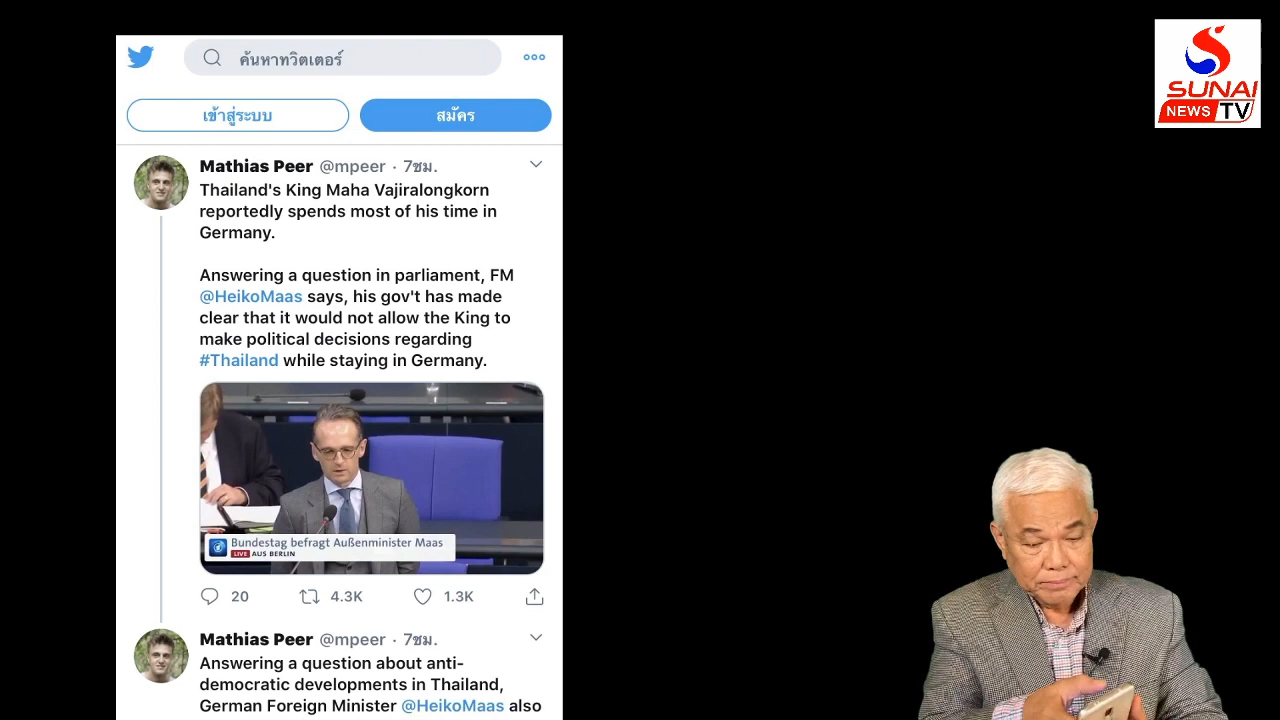 ค้นหาทวิตเตอร์
เข้าสู่ระบบ
สมัคร
Mathias Peer @mpeer · 7ชม.
Thailand's King Maha Vajiralongkorn
reportedly spends most of his time in
Germany.
Answering a question in parliament, FM
@HeikoMaas says, his gov't has made
clear that it would not allow the King to
make political decisions regarding
#Thailand while staying in Germany.
Bundestag befragt Außenminister Maas
LIVE AUS BERLIN
20
4.3K
1.3K
Mathias Peer @mpeer · 7ชม.
Answering a question about anti-
democratic developments in Thailand,
German Foreign Minister @HeikoMaas also
SUNAI
NEWS TV